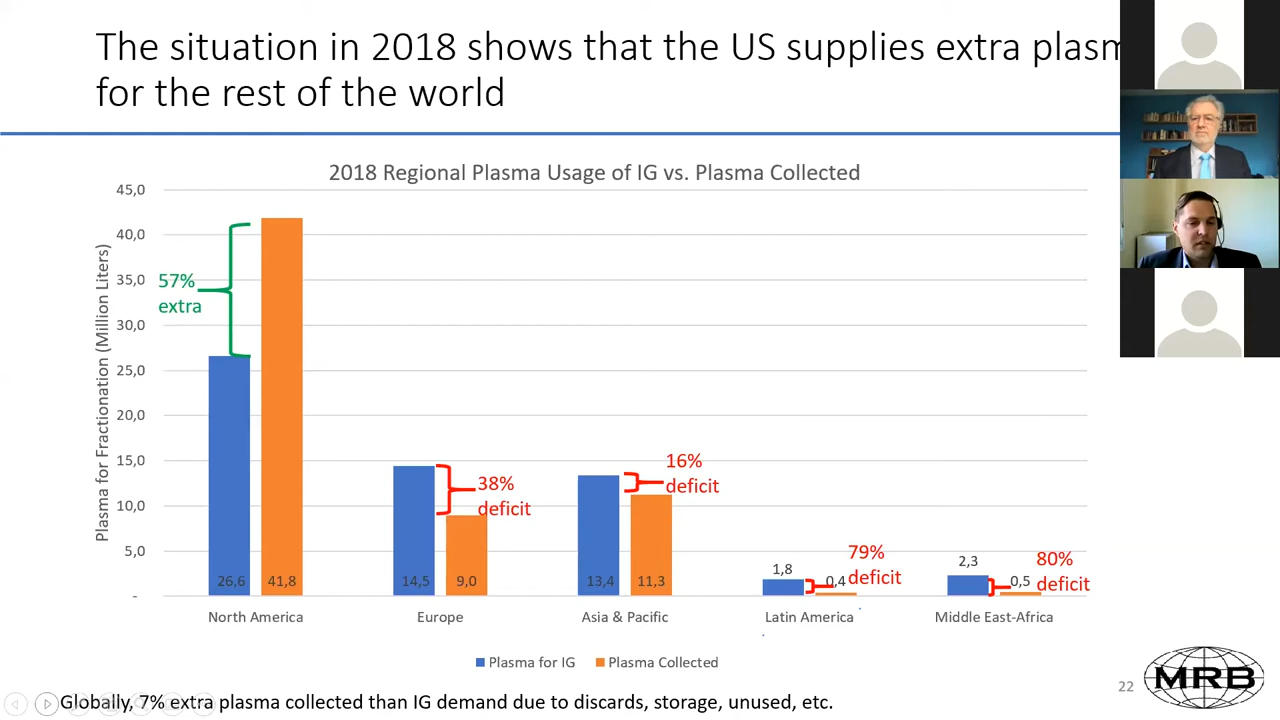 The situation in 2018 shows that the US supplies extra plasm
for the rest of the world
2018 Regional Plasma Usage of IG vs. Plasma Collected
Plasma for Fractionation (Million Liters)
45,0
40,0
35,0
30,0
25,0
20,0
15,0
10,0
5,0
-
57%
extra
38%
deficit
16%
deficit
79%
deficit
80%
deficit
26,6 41,8 14,5 9,0 13,4 11,3 1,8 0,4 2,3 0,5
North America Europe Asia & Pacific Latin America Middle East-Africa
Plasma for IG Plasma Collected
Globally, 7% extra plasma collected than IG demand due to discards, storage, unused, etc.
22
MRB